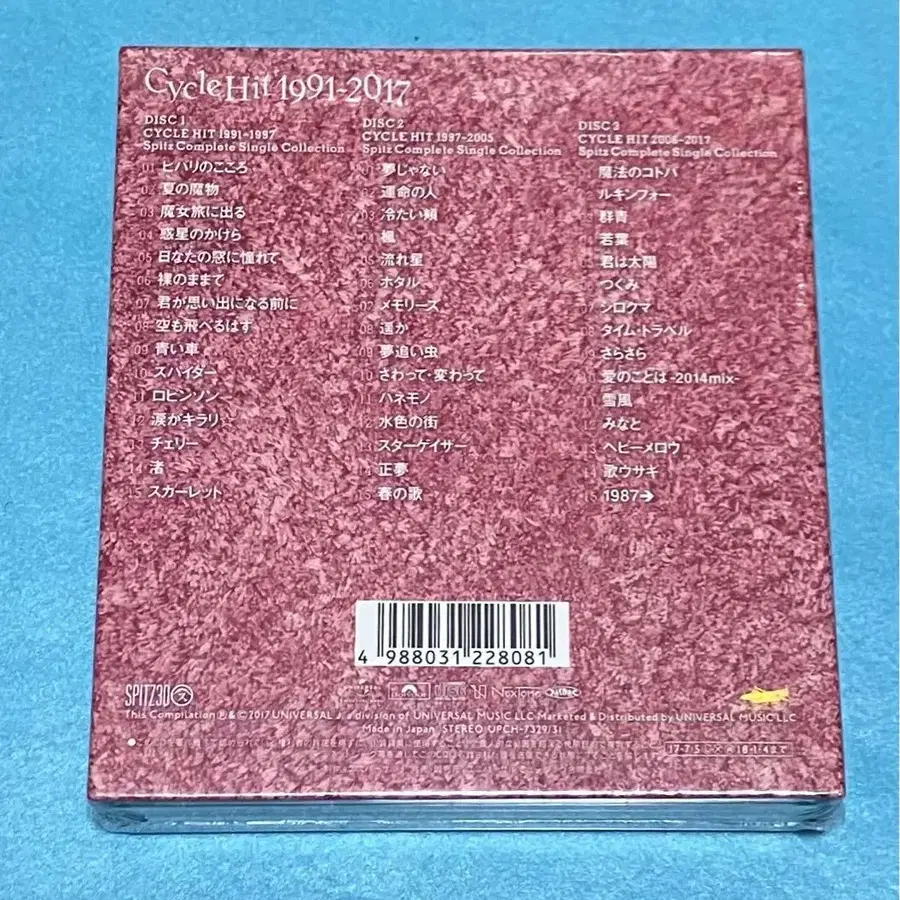 Cycle Hit 1991-2017
DISC 1
CYCLE HIT 1991-1997
Spitz Complete Single Collection
01 ヒバリのこころ
02 夏の魔物
03 魔女旅に出る
04 惑星のかけら
05 日なたの窓に憧れて
06 裸のままで
07 君が思い出になる前に
08 空も飛べるはず
09 青い車
10 スパイダー
11 ロビンソン
12 涙がキラリ☆
13 チェリー
14 渚
15 スカーレット
DISC 2
CYCLE HIT 1997-2005
Spitz Complete Single Collection
01 夢じゃない
02 運命の人
03 冷たい頬
04 楓
05 流れ星
06 ホタル
07 メモリーズ
08 遥か
09 夢追い虫
10 さわって・変わって
11 ハネモノ
12 水色の街
13 スターゲイザー
14 正夢
15 春の歌
DISC 3
CYCLE HIT 2006-2017
Spitz Complete Single Collection
魔法のコトバ
ルキンフォー
03 群青
04 若葉
05 君は太陽
つぐみ
07 シロクマ
08 タイム・トラベル
09 さらさら
10 愛のことば -2014mix-
11 雪風
12 みなと
13 ヘビーメロウ
歌ウサギ
15 1987→
4 988031 228081
SPITZ30 ス
NexTone
This Compilation ℗&© 2017 UNIVERSAL J, a division of UNIVERSAL MUSIC LLC Marketed & Distributed by UNIVERSAL MUSIC LLC
Made in Japan STEREO UPCH-7329/31
17・7・5
18・1・4まで